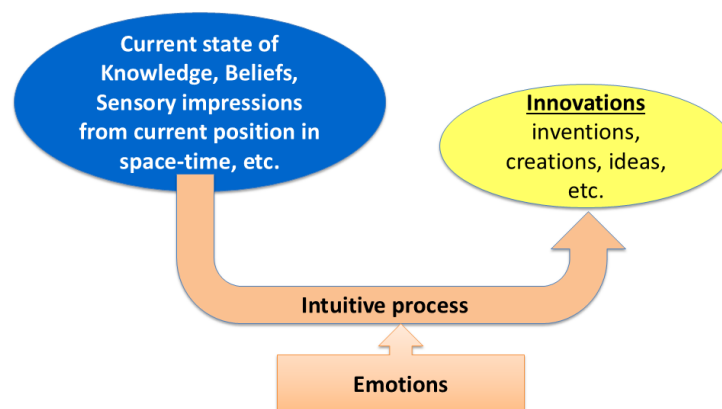 Current state of
Knowledge, Beliefs,
Sensory impressions
from current position in
space-time, etc.
Innovations
inventions,
creations, ideas,
etc.
Intuitive process
Emotions